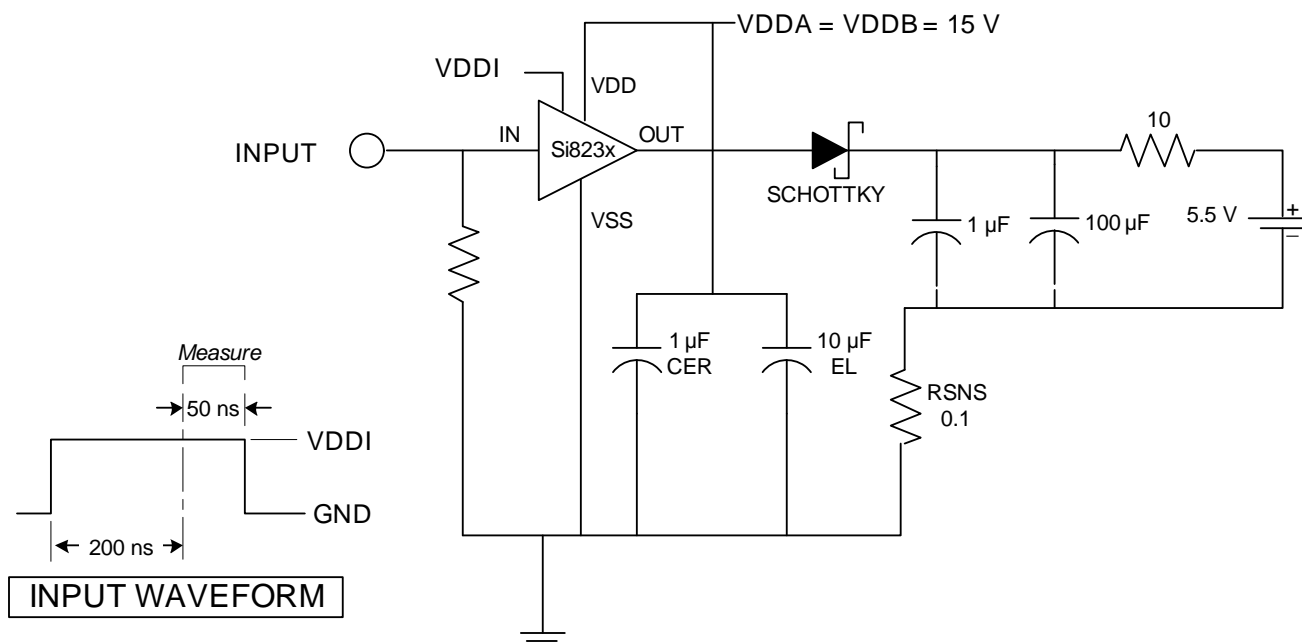 VDDA = VDDB = 15 V
VDDI
VDD
10
INPUT
IN
Si823x
OUT
SCHOTTKY
VSS
1 µF
100 µF
5.5 V
+
–
1 µF
CER
10 µF
EL
RSNS
0.1
Measure
50 ns
VDDI
GND
200 ns
INPUT WAVEFORM